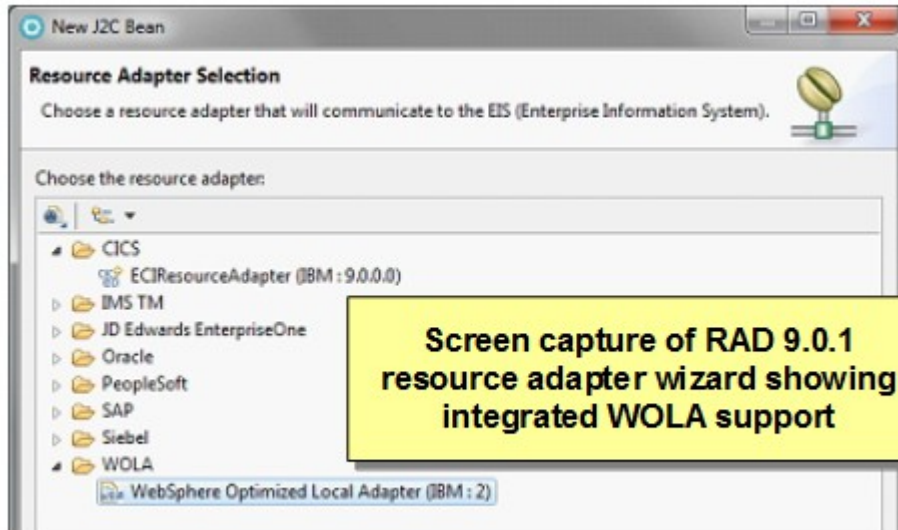 New J2C Bean
Resource Adapter Selection
Choose a resource adapter that will communicate to the EIS (Enterprise Information System).
Choose the resource adapter:
CICS
ECIResourceAdapter (IBM : 9.0.0.0)
IMS TM
JD Edwards EnterpriseOne
Oracle
PeopleSoft
SAP
Siebel
WOLA
WebSphere Optimized Local Adapter (IBM : 2)
Screen capture of RAD 9.0.1
resource adapter wizard showing
integrated WOLA support